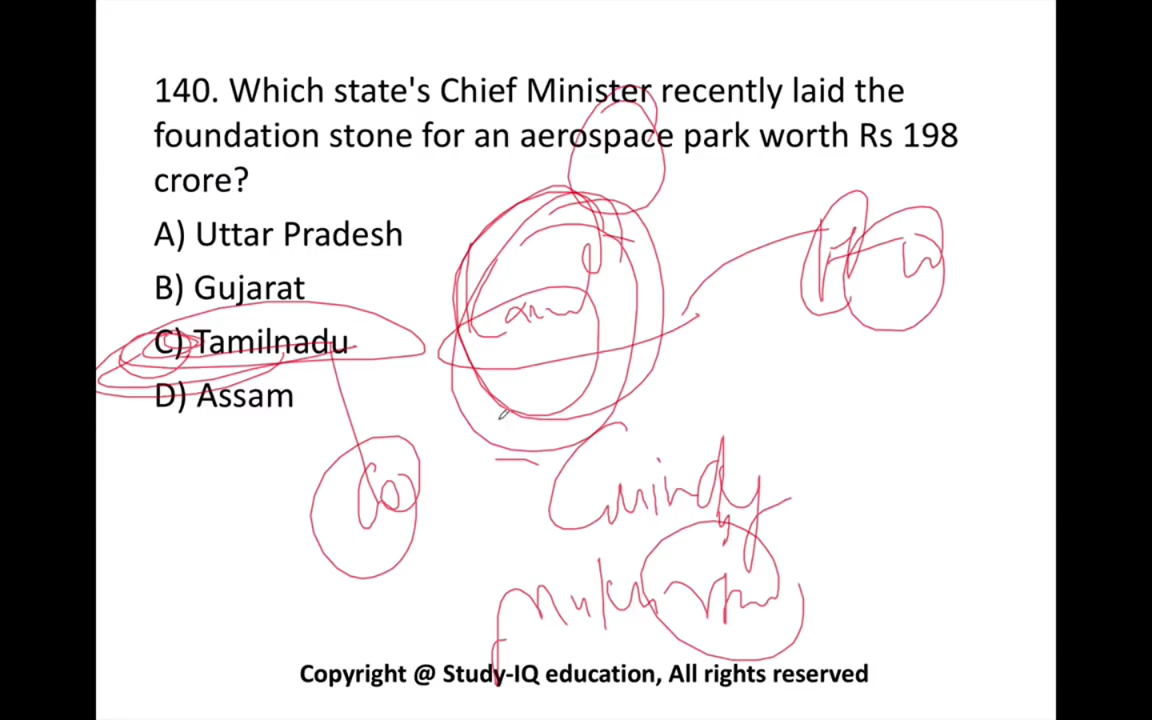 140. Which state's Chief Minister recently laid the
foundation stone for an aerospace park worth Rs 198
crore?
A) Uttar Pradesh
B) Gujarat
C) Tamilnadu
D) Assam
Guindy
Copyright @ Study-IQ education, All rights reserved